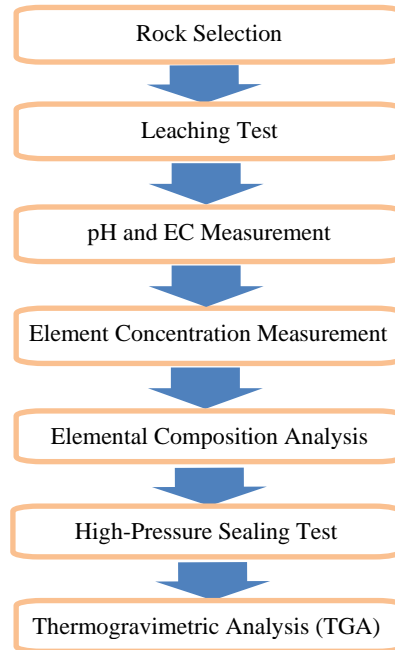 Rock Selection
Leaching Test
pH and EC Measurement
Element Concentration Measurement
Elemental Composition Analysis
High-Pressure Sealing Test
Thermogravimetric Analysis (TGA)